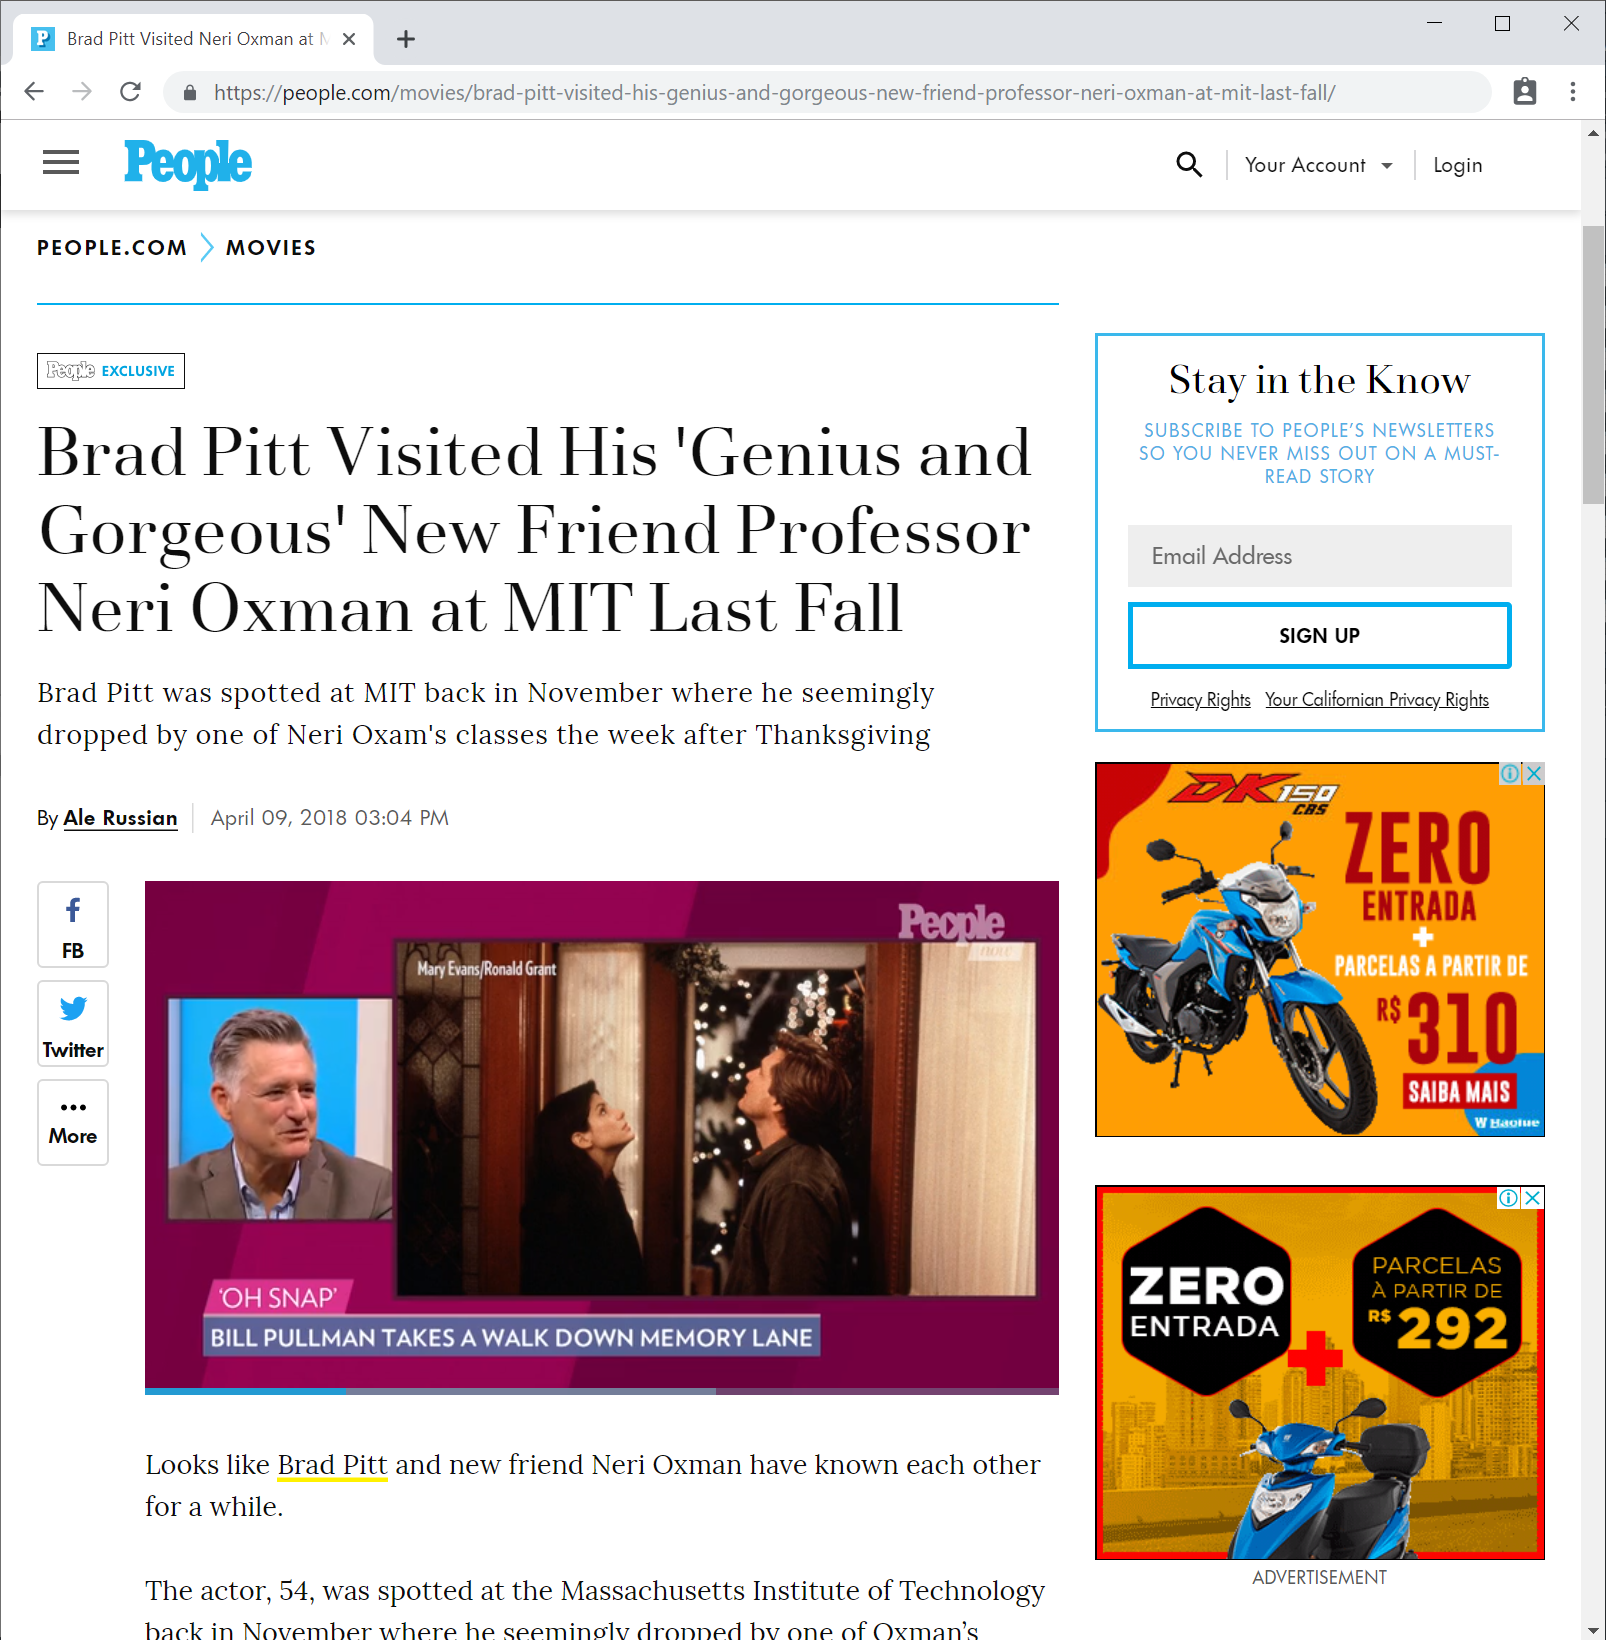 Brad Pitt Visited Neri Oxman at M
https://people.com/movies/brad-pitt-visited-his-genius-and-gorgeous-new-friend-professor-neri-oxman-at-mit-last-fall/
People
Your Account
Login
PEOPLE.COM
MOVIES
People EXCLUSIVE
Brad Pitt Visited His 'Genius and
Gorgeous' New Friend Professor
Neri Oxman at MIT Last Fall
Brad Pitt was spotted at MIT back in November where he seemingly
dropped by one of Neri Oxam's classes the week after Thanksgiving
By Ale Russian
April 09, 2018 03:04 PM
FB
Twitter
More
People
now
Mary Evans/Ronald Grant
'OH SNAP'
BILL PULLMAN TAKES A WALK DOWN MEMORY LANE
Looks like Brad Pitt and new friend Neri Oxman have known each other
for a while.
The actor, 54, was spotted at the Massachusetts Institute of Technology
back in November where he seemingly dropped by one of Oxman’s
Stay in the Know
SUBSCRIBE TO PEOPLE’S NEWSLETTERS
SO YOU NEVER MISS OUT ON A MUST-
READ STORY
Email Address
SIGN UP
Privacy Rights
Your Californian Privacy Rights
DK150
CBS
ZERO
ENTRADA
+
PARCELAS A PARTIR DE
R$ 310
SAIBA MAIS
Haojue
ZERO
ENTRADA
+
PARCELAS
À PARTIR DE
R$ 292
ADVERTISEMENT